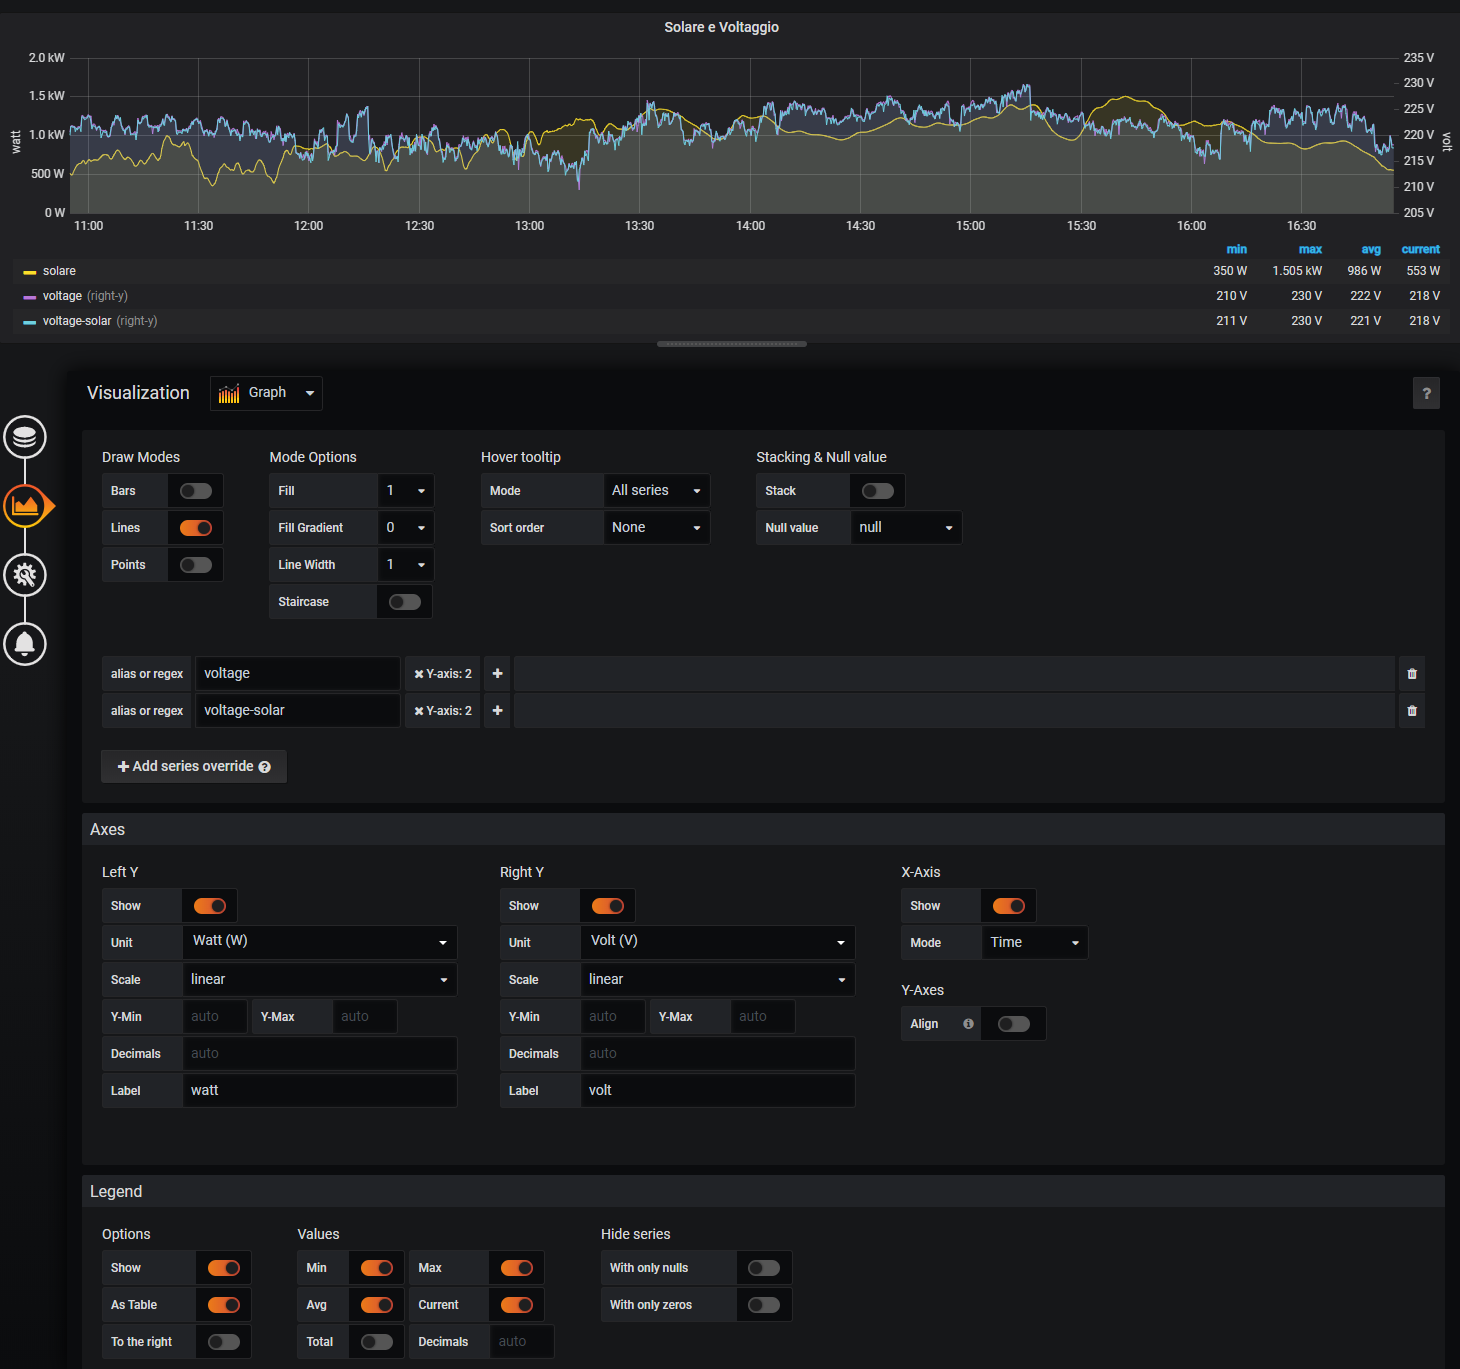 Solare e Voltaggio
2.0 kW 235 V
230 V
1.5 kW 225 V
1.0 kW 220 V
215 V
500 W 210 V
0 W 205 V
watt
volt
11:00 11:30 12:00 12:30 13:00 13:30 14:00 14:30 15:00 15:30 16:00 16:30
min max avg current
solare 350 W 1.505 kW 986 W 553 W
voltage (right-y) 210 V 230 V 222 V 218 V
voltage-solar (right-y) 211 V 230 V 221 V 218 V
Visualization Graph ?
Draw Modes Mode Options Hover tooltip Stacking & Null value
Bars Fill 1 Mode All series Stack
Lines Fill Gradient 0 Sort order None Null value null
Points Line Width 1
Staircase
alias or regex voltage Y-axis: 2
alias or regex voltage-solar Y-axis: 2
Add series override
Axes
Left Y Right Y X-Axis
Show Show Show
Unit Watt (W) Unit Volt (V) Mode Time
Scale linear Scale linear
Y-Axes
Y-Min auto Y-Max auto Y-Min auto Y-Max auto Align
Decimals auto Decimals auto
Label watt Label volt
Legend
Options Values Hide series
Show Min Max With only nulls
As Table Avg Current With only zeros
To the right Total Decimals auto